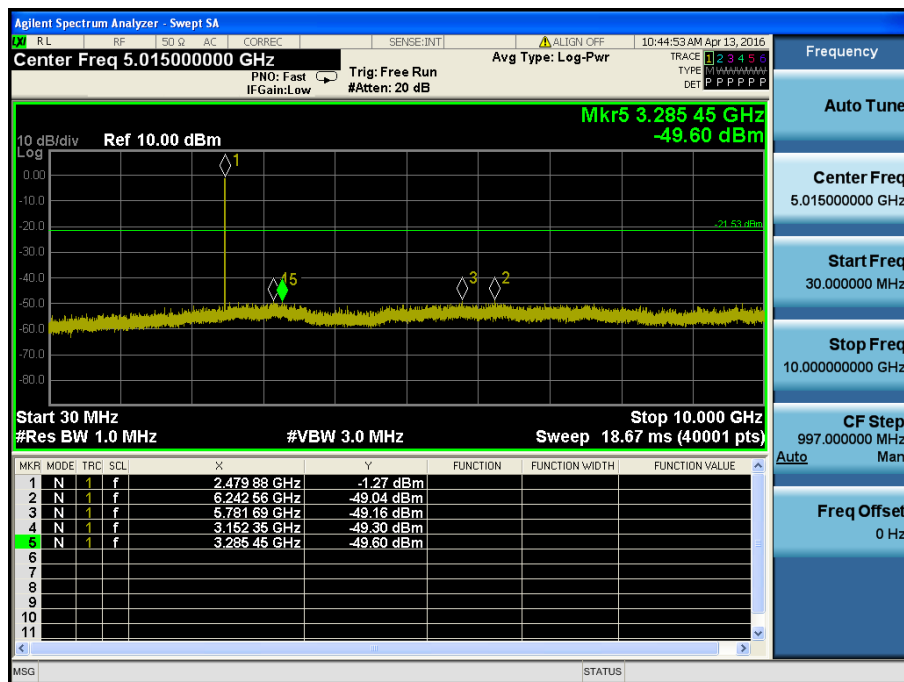 Agilent Spectrum Analyzer - Swept SA
LXI RL RF 50 Ω AC CORREC SENSE:INT ALIGN OFF 10:44:53 AM Apr 13, 2016
Center Freq 5.015000000 GHz
PNO: Fast
IFGain:Low
Trig: Free Run
#Atten: 20 dB
Avg Type: Log-Pwr
TRACE 1 2 3 4 5 6
TYPE M W W W W W
DET P P P P P P
Mkr5 3.285 45 GHz
-49.60 dBm
10 dB/div Ref 10.00 dBm
Log
0.00
-10.0
-20.0
-30.0
-40.0
-50.0
-60.0
-70.0
-80.0
1
-21.53 dBm
4 5
3
2
Start 30 MHz Stop 10.000 GHz
#Res BW 1.0 MHz #VBW 3.0 MHz Sweep 18.67 ms (40001 pts)
MKR MODE TRC SCL X Y FUNCTION FUNCTION WIDTH FUNCTION VALUE
1 N 1 f 2.479 88 GHz -1.27 dBm
2 N 1 f 6.242 56 GHz -49.04 dBm
3 N 1 f 5.781 69 GHz -49.16 dBm
4 N 1 f 3.152 35 GHz -49.30 dBm
5 N 1 f 3.285 45 GHz -49.60 dBm
6
7
8
9
10
11
MSG STATUS
Frequency
Auto Tune
Center Freq
5.015000000 GHz
Start Freq
30.000000 MHz
Stop Freq
10.000000000 GHz
CF Step
997.000000 MHz
Auto Man
Freq Offset
0 Hz